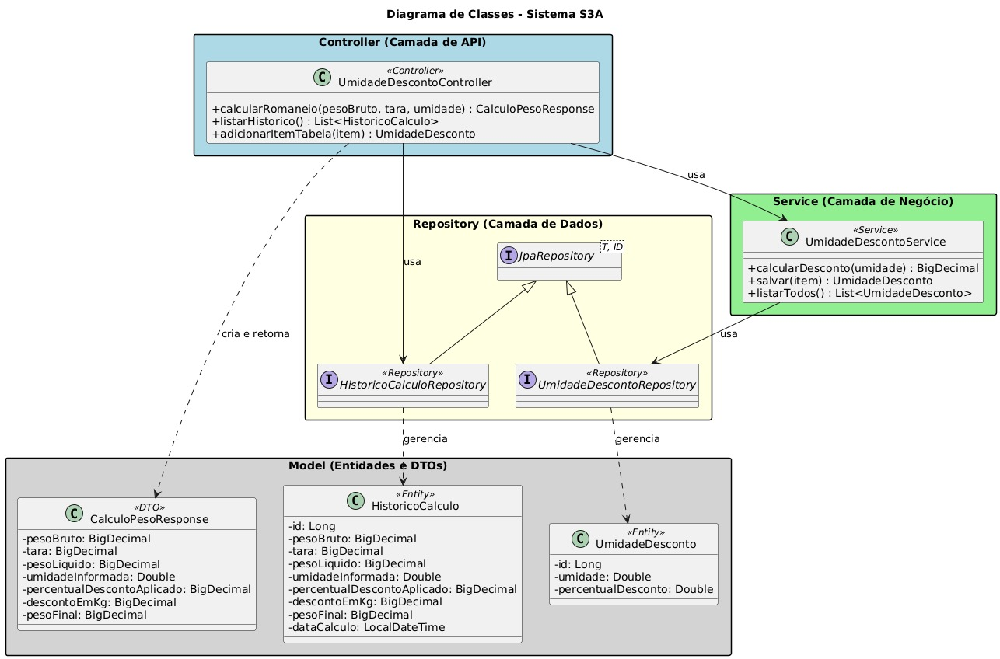 Diagrama de Classes - Sistema S3A
Controller (Camada de API)
C
«Controller»
UmidadeDescontoController
+calcularRomaneio(pesoBruto, tara, umidade) : CalculoPesoResponse
+listarHistorico() : List<HistoricoCalculo>
+adicionarItemTabela(item) : UmidadeDesconto
usa
Service (Camada de Negócio)
C
«Service»
UmidadeDescontoService
+calcularDesconto(umidade) : BigDecimal
+salvar(item) : UmidadeDesconto
+listarTodos() : List<UmidadeDesconto>
Repository (Camada de Dados)
I
JpaRepository
T, ID
usa
cria e retorna
usa
I
«Repository»
HistoricoCalculoRepository
I
«Repository»
UmidadeDescontoRepository
gerencia
gerencia
Model (Entidades e DTOs)
C
«DTO»
CalculoPesoResponse
-pesoBruto: BigDecimal
-tara: BigDecimal
-pesoLiquido: BigDecimal
-umidadeInformada: Double
-percentualDescontoAplicado: BigDecimal
-descontoEmKg: BigDecimal
-pesoFinal: BigDecimal
C
«Entity»
HistoricoCalculo
-id: Long
-pesoBruto: BigDecimal
-tara: BigDecimal
-pesoLiquido: BigDecimal
-umidadeInformada: Double
-percentualDescontoAplicado: BigDecimal
-descontoEmKg: BigDecimal
-pesoFinal: BigDecimal
-dataCalculo: LocalDateTime
C
«Entity»
UmidadeDesconto
-id: Long
-umidade: Double
-percentualDesconto: Double